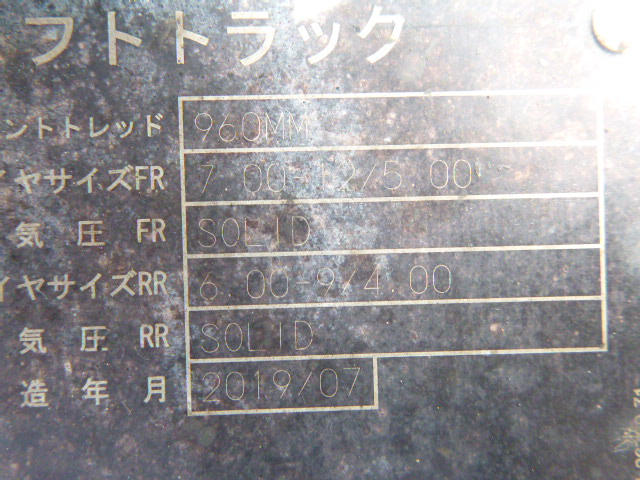 フトトラック
ントトレッド 960MM
イヤサイズFR 7.00-12/5.00
気圧 FR SOLID
イヤサイズRR 6.00-9/4.00
気圧 RR SOLID
造年月 2019/07